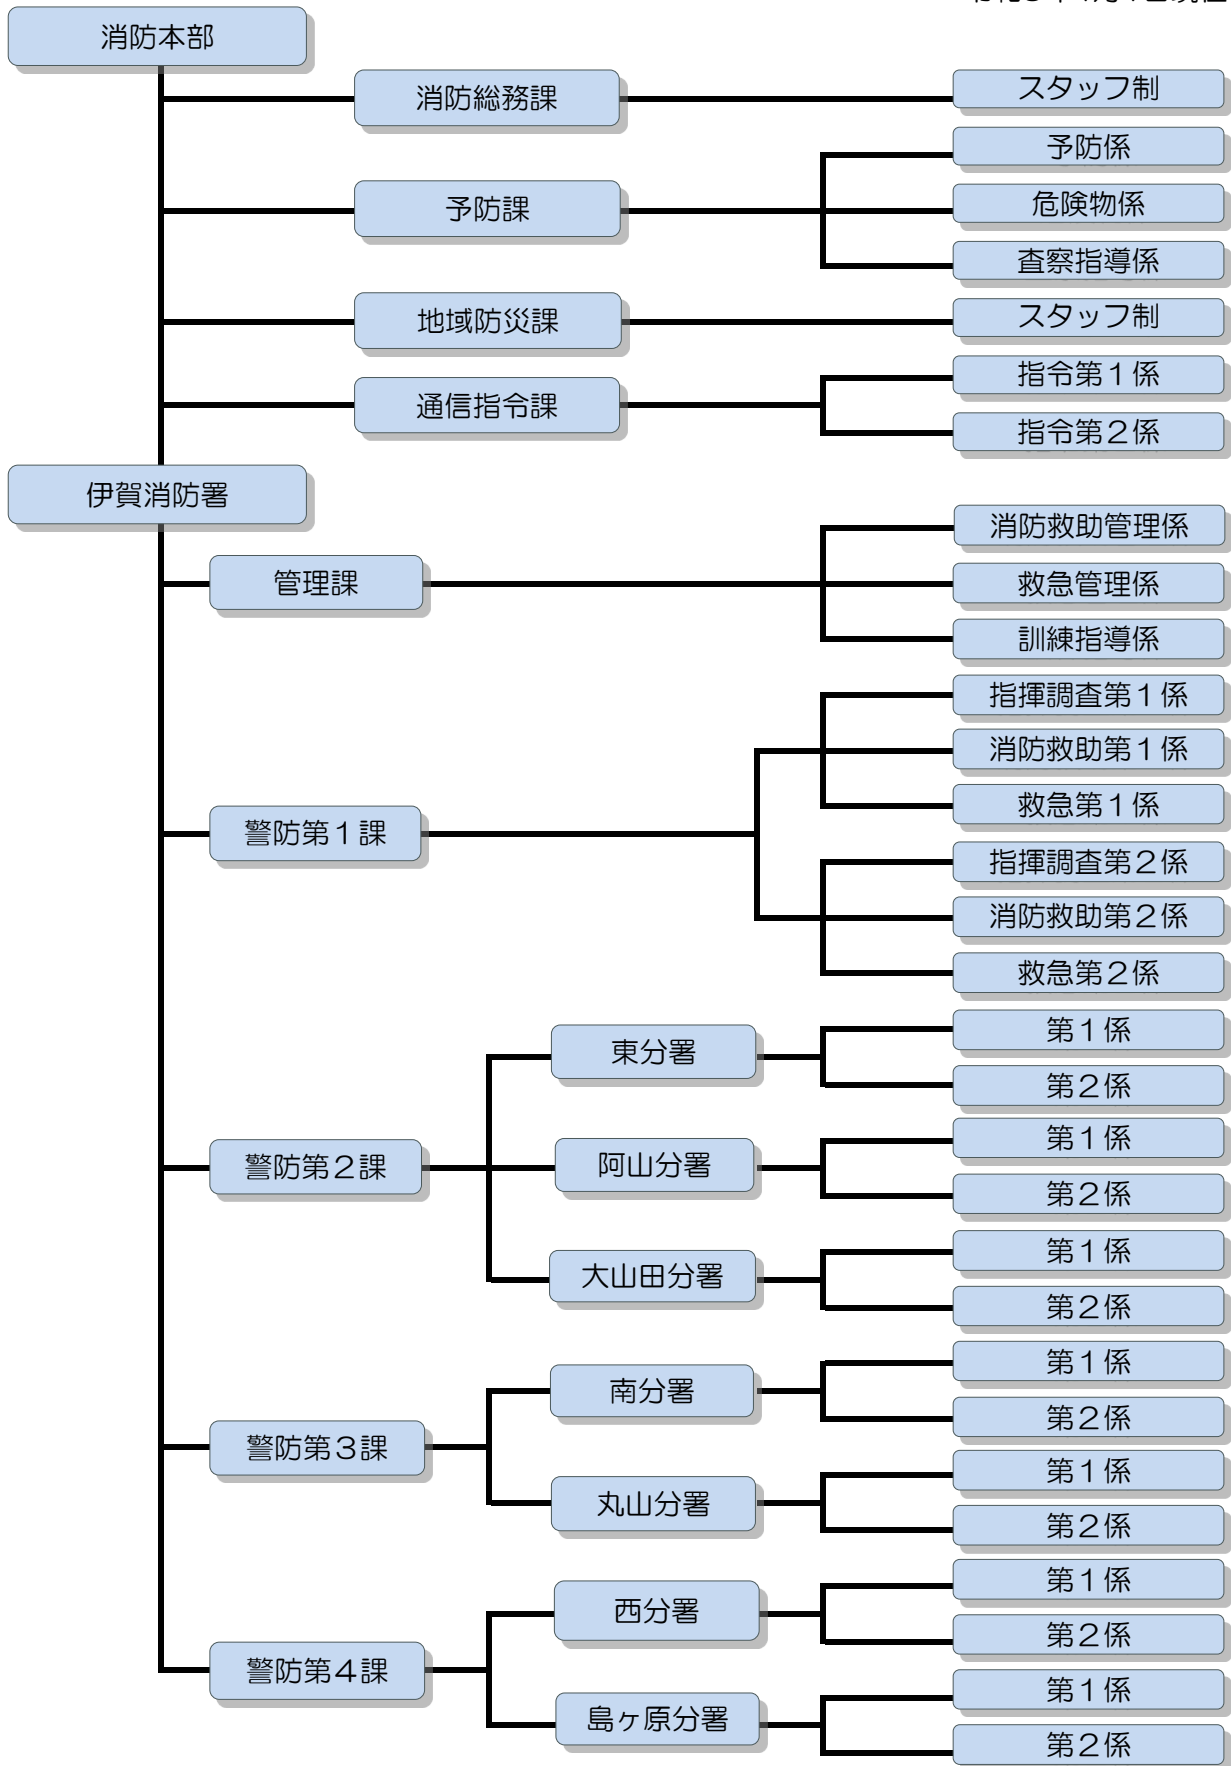 消防本部
消防総務課
スタッフ制
予防課
予防係
危険物係
査察指導係
地域防災課
スタッフ制
通信指令課
指令第１係
指令第２係
伊賀消防署
管理課
消防救助管理係
救急管理係
訓練指導係
警防第１課
指揮調査第１係
消防救助第１係
救急第１係
指揮調査第２係
消防救助第２係
救急第２係
警防第２課
東分署
第１係
第２係
阿山分署
第１係
第２係
大山田分署
第１係
第２係
警防第３課
南分署
第１係
第２係
丸山分署
第１係
第２係
警防第４課
西分署
第１係
第２係
島ヶ原分署
第１係
第２係